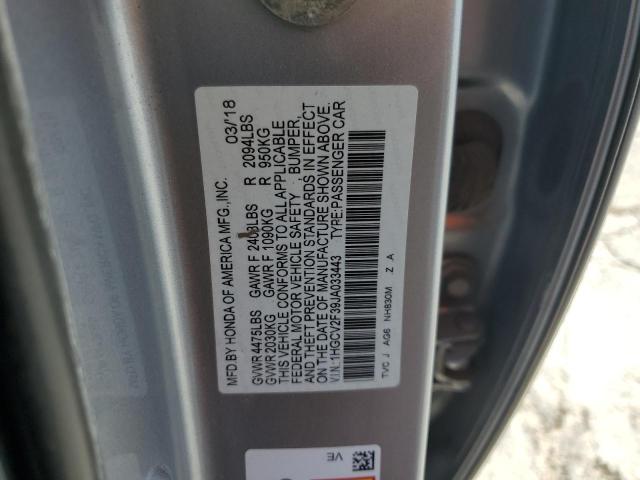 MFD BY HONDA OF AMERICA MFG.,INC. 03/'18
GVWR 4475LBS GAWR F 2403LBS R 2094LBS
GVWR 2030KG GAWR F 1090KG R 950KG
THIS VEHICLE CONFORMS TO ALL APPLICABLE
FEDERAL MOTOR VEHICLE SAFETY , BUMPER,
AND THEFT PREVENTION STANDARDS IN EFFECT
ON THE DATE OF MANUFACTURE SHOWN ABOVE.
V.I.N.:1HGCV2F39JA033443 TYPE:PASSENGER CAR
TVC J AG6 NH830M Z A
VE